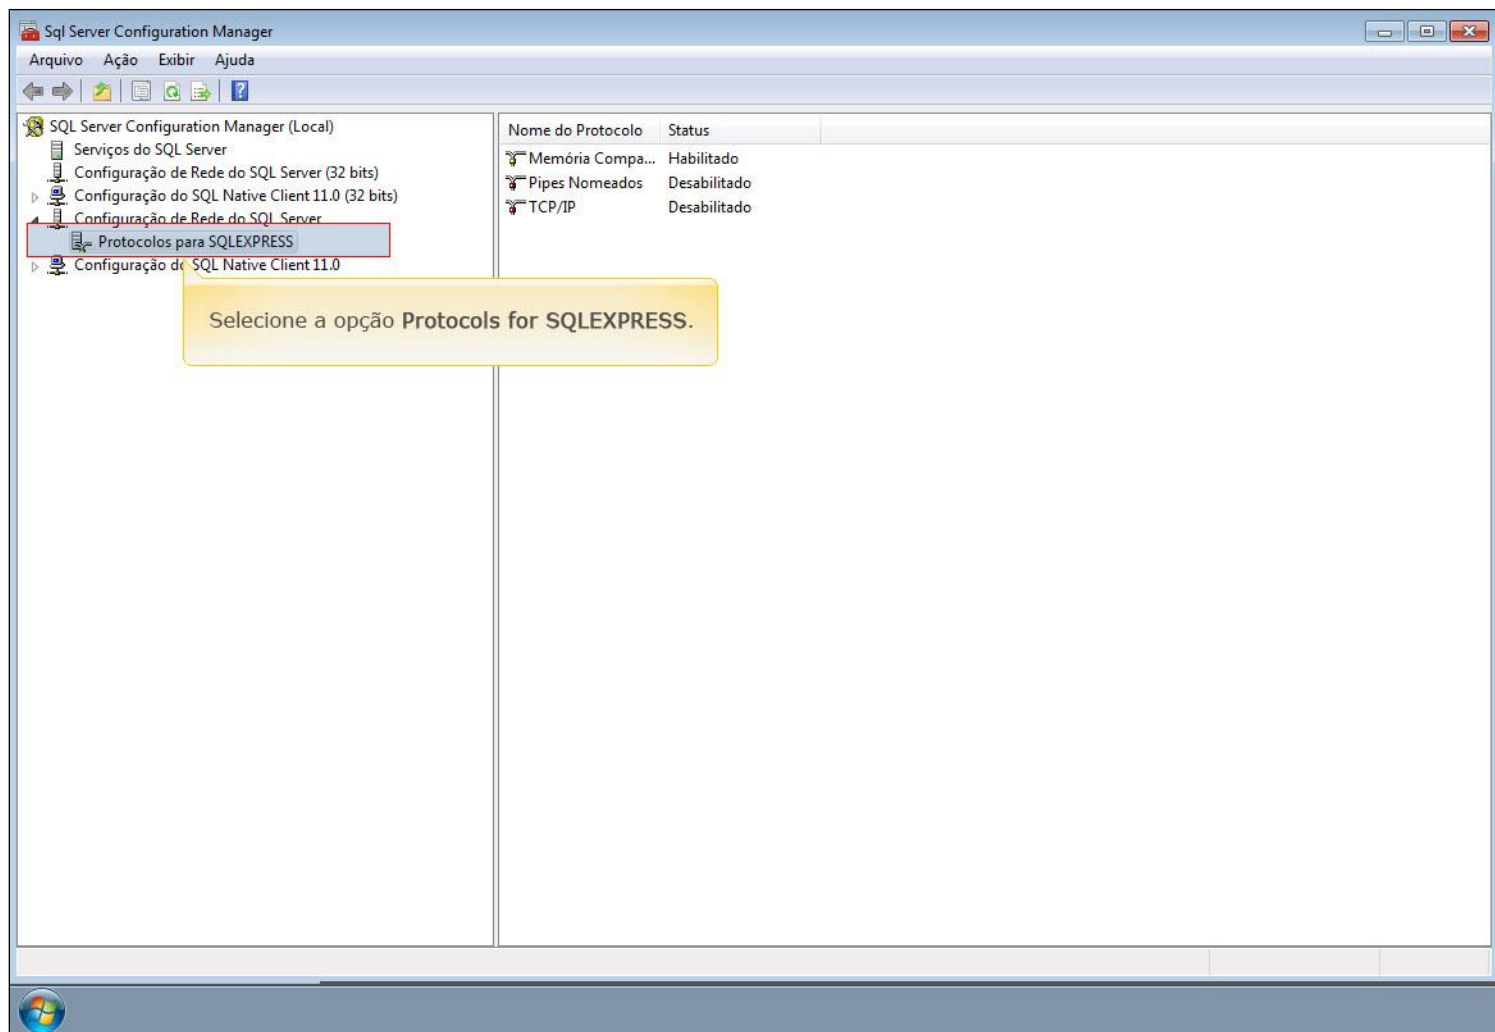 Sql Server Configuration Manager
Arquivo Ação Exibir Ajuda
SQL Server Configuration Manager (Local)
Serviços do SQL Server
Configuração de Rede do SQL Server (32 bits)
Configuração do SQL Native Client 11.0 (32 bits)
Configuração de Rede do SQL Server
Protocolos para SQLEXPRESS
Configuração do SQL Native Client 11.0
Selecione a opção Protocols for SQLEXPRESS.
Nome do Protocolo Status
Memória Compa... Habilitado
Pipes Nomeados Desabilitado
TCP/IP Desabilitado